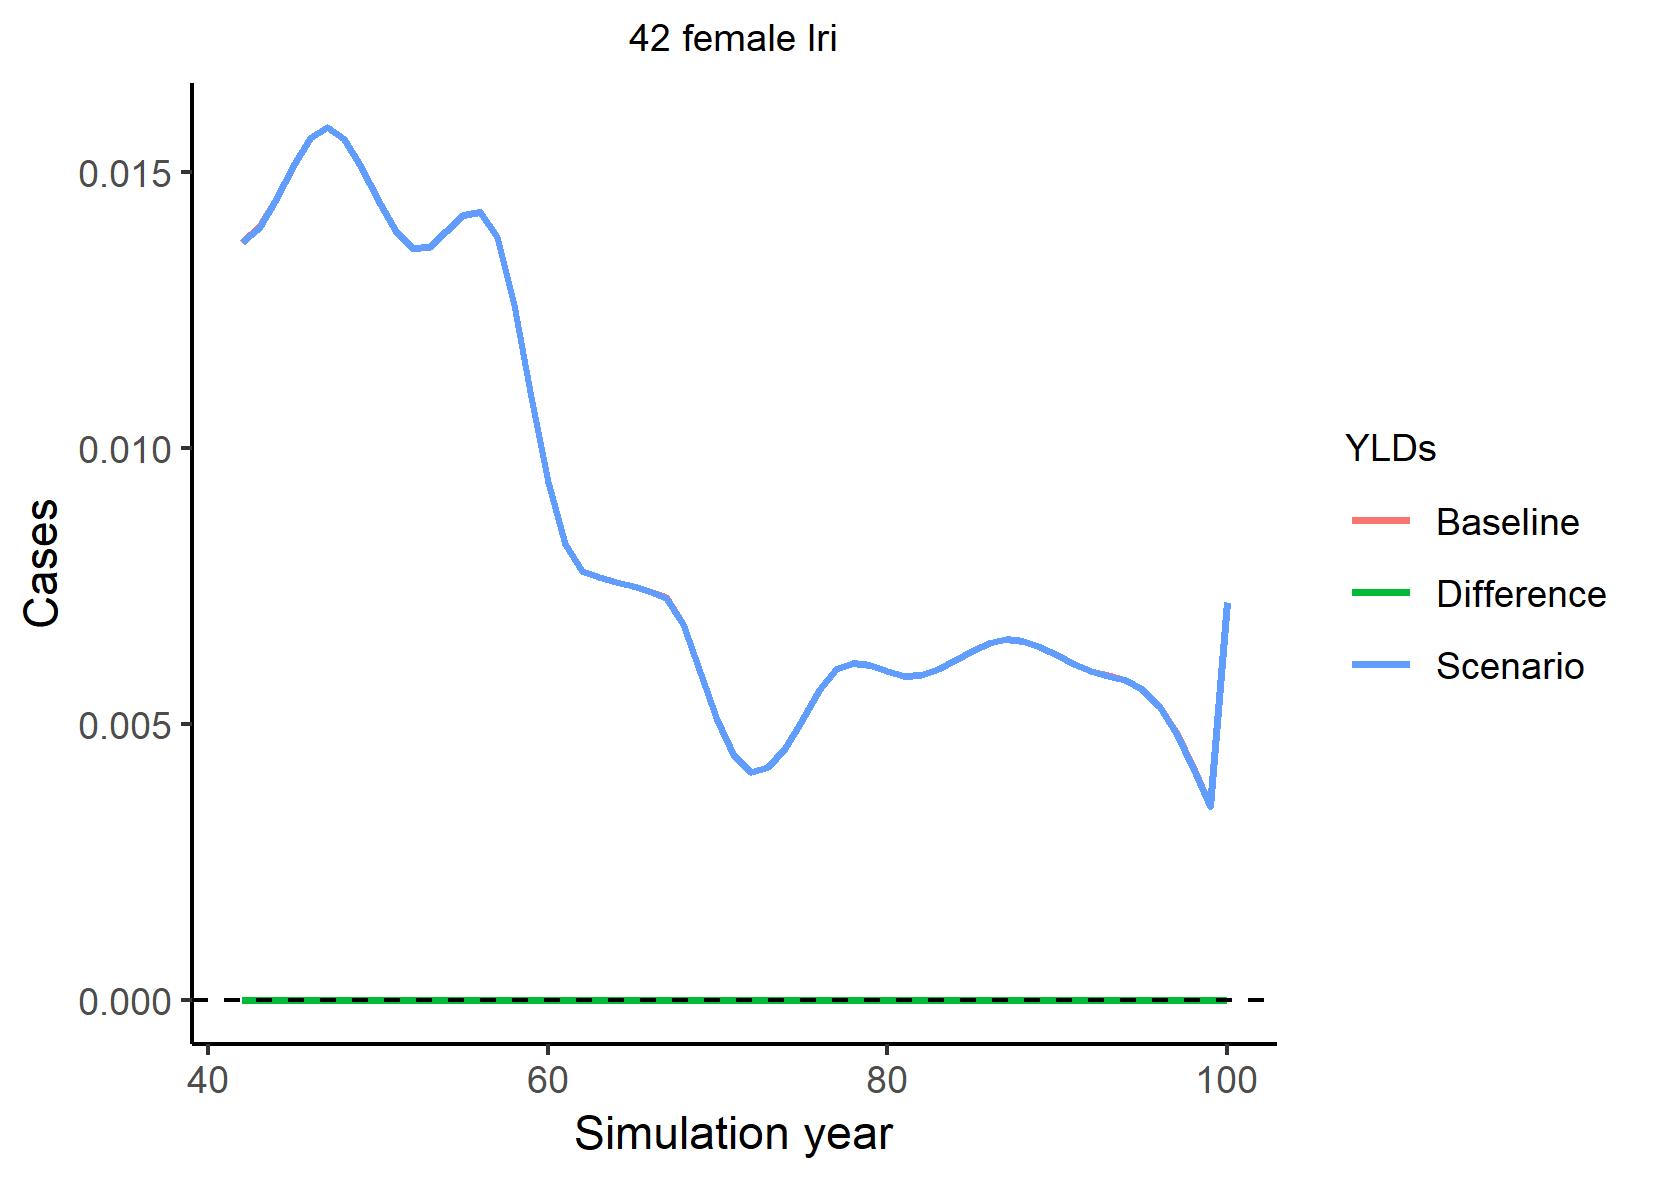 42 female lri
0.015
0.010
0.005
0.000
Cases
40 60 80 100
Simulation year
YLDs
Baseline
Difference
Scenario